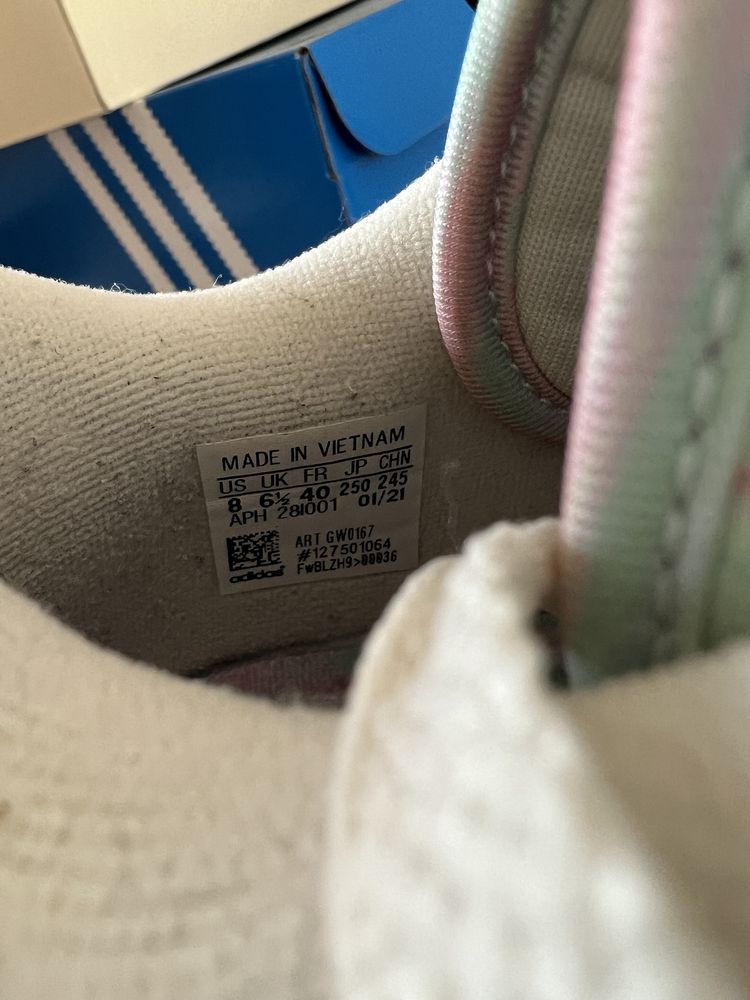 MADE IN VIETNAM
US UK FR JP CHN
8 6½ 40 250 245
APH 28I001 01/21
ART GW0167
#127501064
adidas FwBLZH9>00036